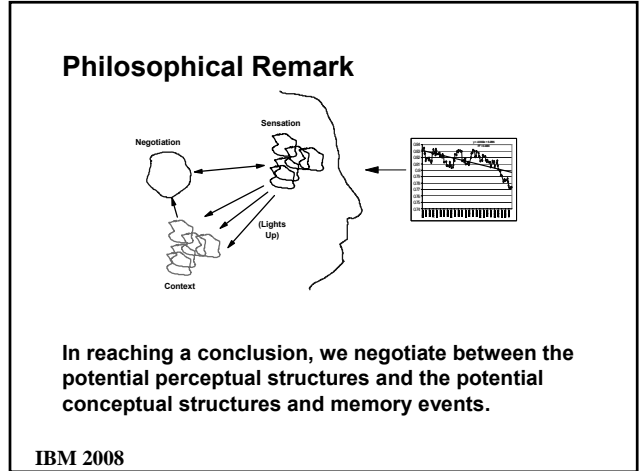 Philosophical Remark
Sensation
Negotiation
(Lights
Up)
Context
In reaching a conclusion, we negotiate between the
potential perceptual structures and the potential
conceptual structures and memory events.
IBM 2008